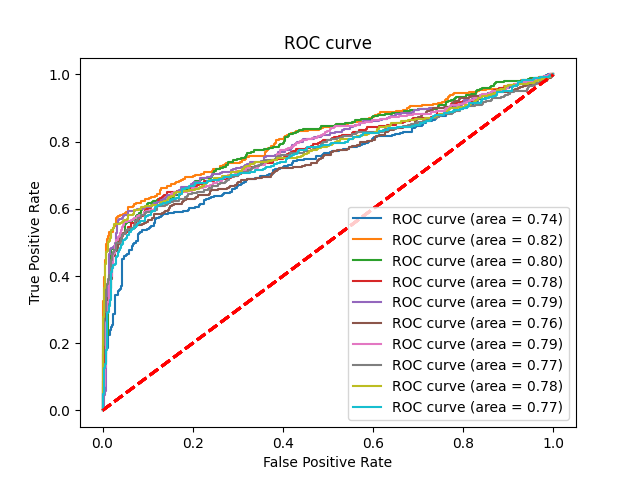 ROC curve
True Positive Rate
1.0
0.8
0.6
0.4
0.2
0.0
ROC curve (area = 0.74)
ROC curve (area = 0.82)
ROC curve (area = 0.80)
ROC curve (area = 0.78)
ROC curve (area = 0.79)
ROC curve (area = 0.76)
ROC curve (area = 0.79)
ROC curve (area = 0.77)
ROC curve (area = 0.78)
ROC curve (area = 0.77)
0.0 0.2 0.4 0.6 0.8 1.0
False Positive Rate